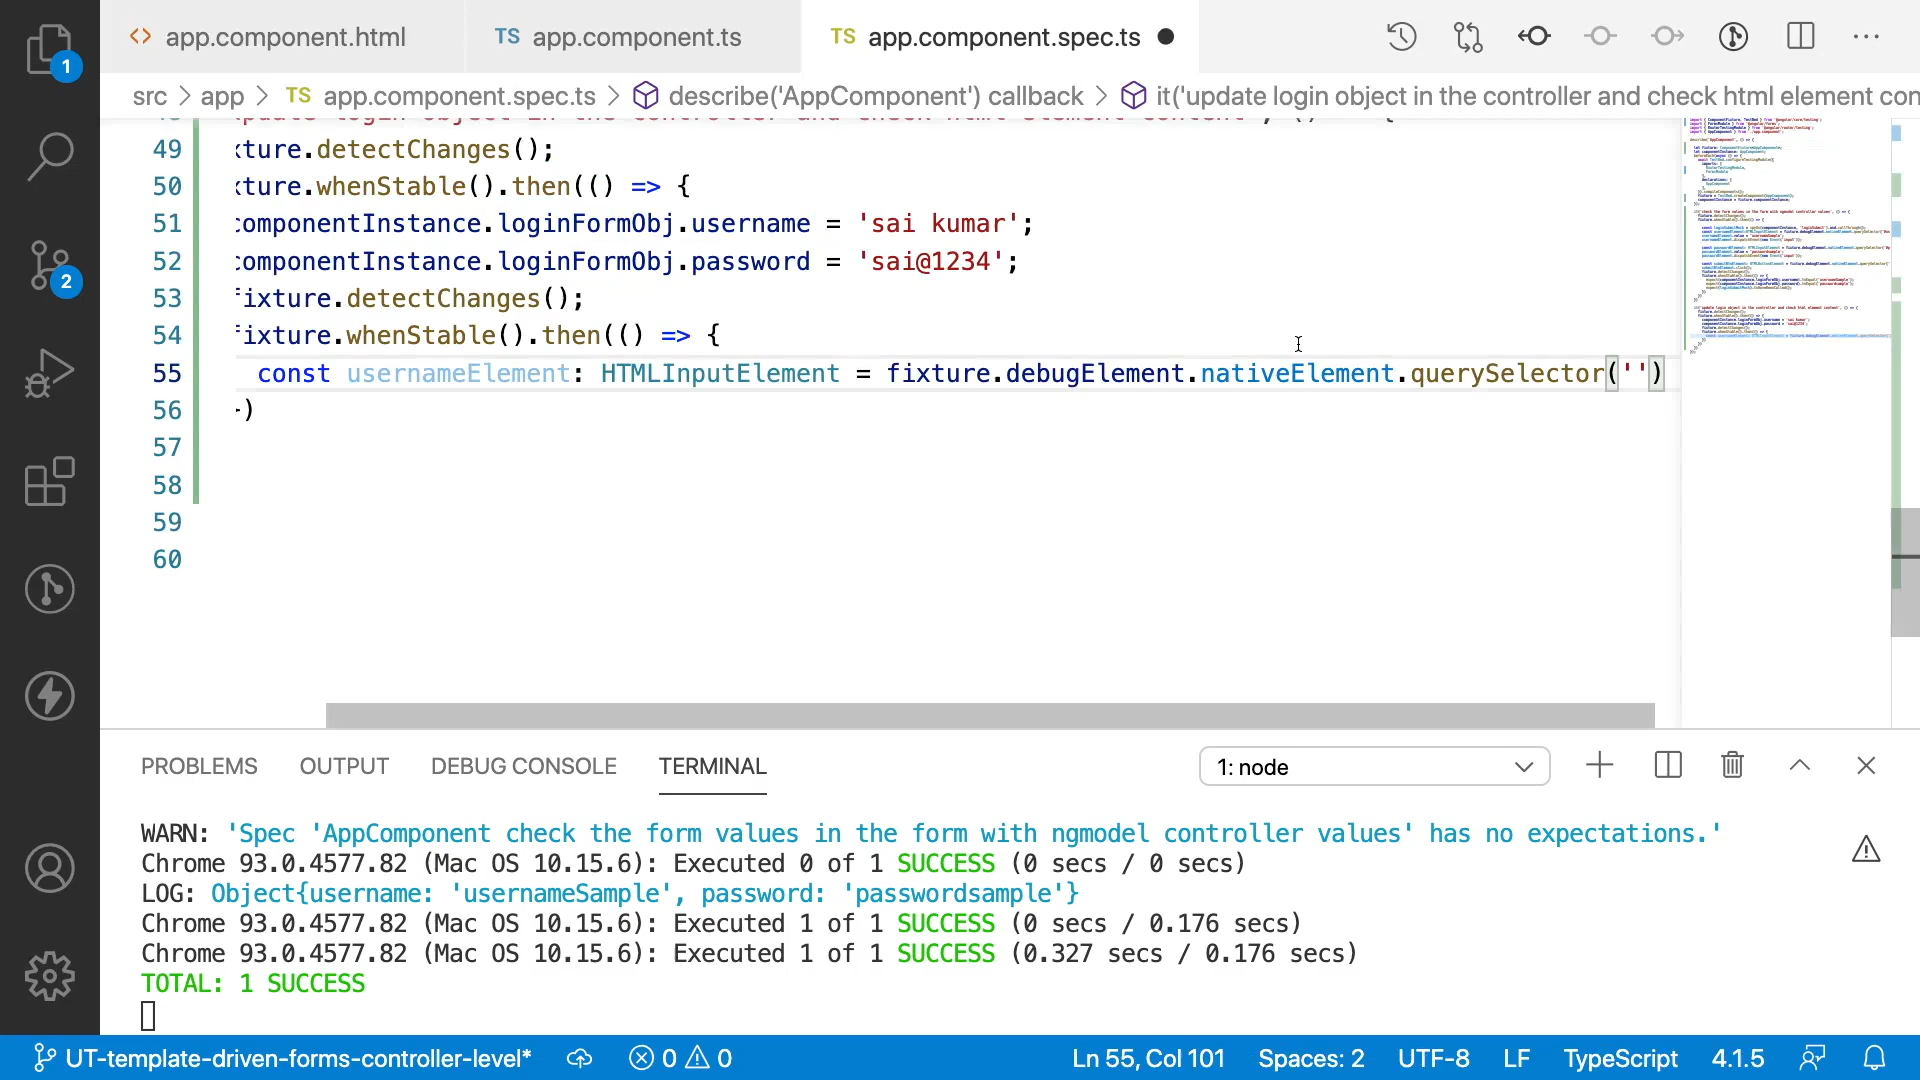 1
<> app.component.html
TS app.component.ts
TS app.component.spec.ts
src > app > TS app.component.spec.ts > describe('AppComponent') callback > it('update login object in the controller and check html element con
49 xture.detectChanges();
50 xture.whenStable().then(() => {
51 componentInstance.loginFormObj.username = 'sai kumar';
52 componentInstance.loginFormObj.password = 'sai@1234';
53 fixture.detectChanges();
54 fixture.whenStable().then(() => {
55 const usernameElement: HTMLInputElement = fixture.debugElement.nativeElement.querySelector('')
56 })
57
58
59
60
2
PROBLEMS OUTPUT DEBUG CONSOLE TERMINAL
1: node
WARN: 'Spec 'AppComponent check the form values in the form with ngmodel controller values' has no expectations.'
Chrome 93.0.4577.82 (Mac OS 10.15.6): Executed 0 of 1 SUCCESS (0 secs / 0 secs)
LOG: Object{username: 'usernameSample', password: 'passwordsample'}
Chrome 93.0.4577.82 (Mac OS 10.15.6): Executed 1 of 1 SUCCESS (0 secs / 0.176 secs)
Chrome 93.0.4577.82 (Mac OS 10.15.6): Executed 1 of 1 SUCCESS (0.327 secs / 0.176 secs)
TOTAL: 1 SUCCESS
UT-template-driven-forms-controller-level* 0 0 Ln 55, Col 101 Spaces: 2 UTF-8 LF TypeScript 4.1.5